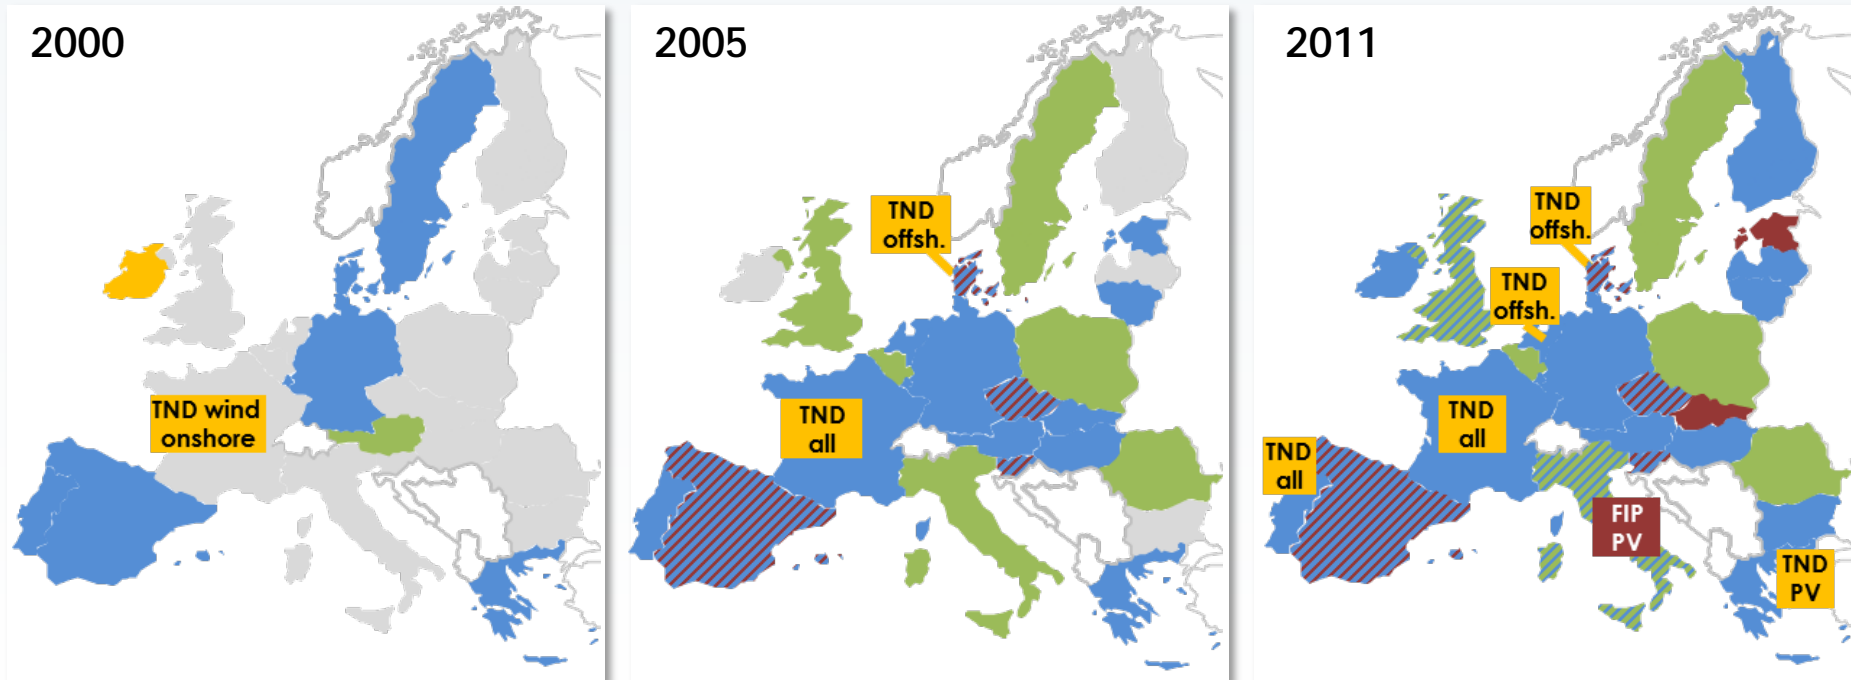 2000
TND wind
onshore
2005
TND
offsh.
TND
all
2011
TND
offsh.
TND
offsh.
TND
all
TND
all
FIP
PV
TND
PV